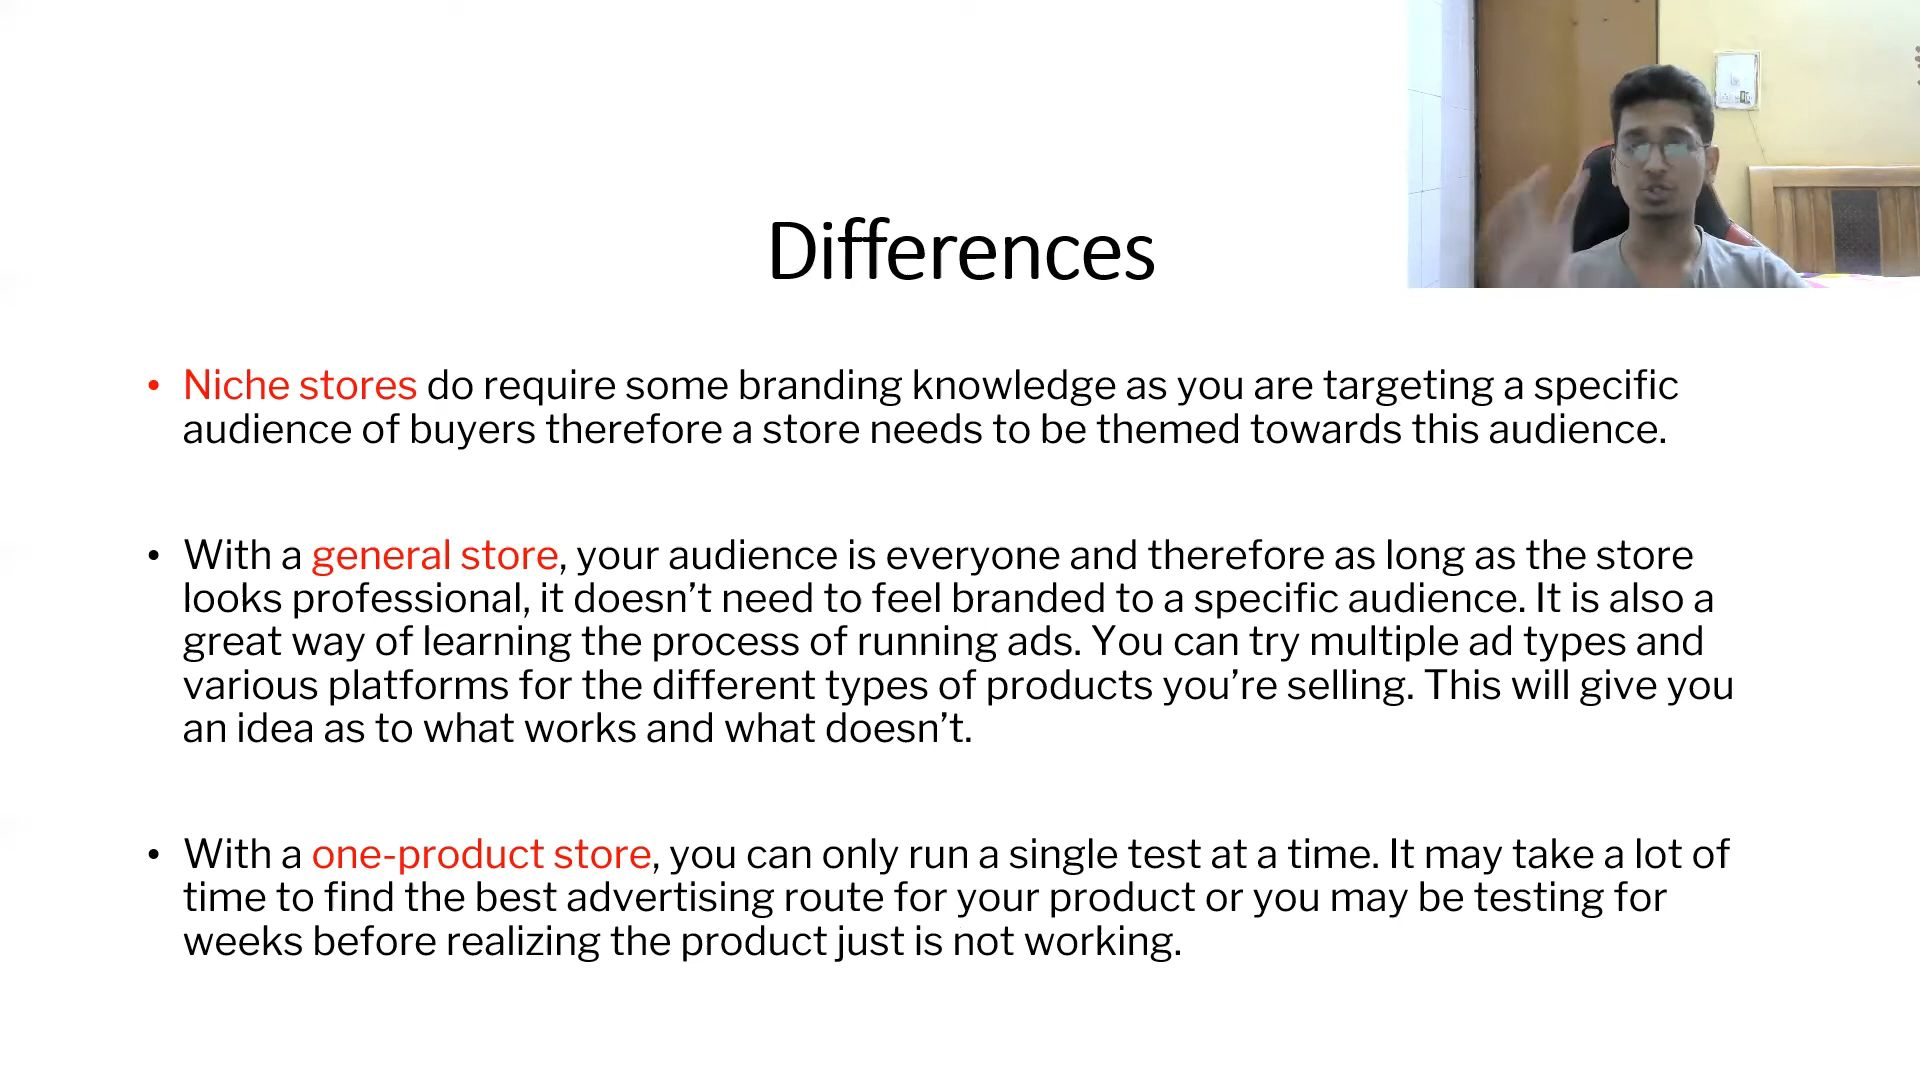 Differences
• Niche stores do require some branding knowledge as you are targeting a specific
audience of buyers therefore a store needs to be themed towards this audience.
• With a general store, your audience is everyone and therefore as long as the store
looks professional, it doesn’t need to feel branded to a specific audience. It is also a
great way of learning the process of running ads. You can try multiple ad types and
various platforms for the different types of products you’re selling. This will give you
an idea as to what works and what doesn’t.
• With a one-product store, you can only run a single test at a time. It may take a lot of
time to find the best advertising route for your product or you may be testing for
weeks before realizing the product just is not working.